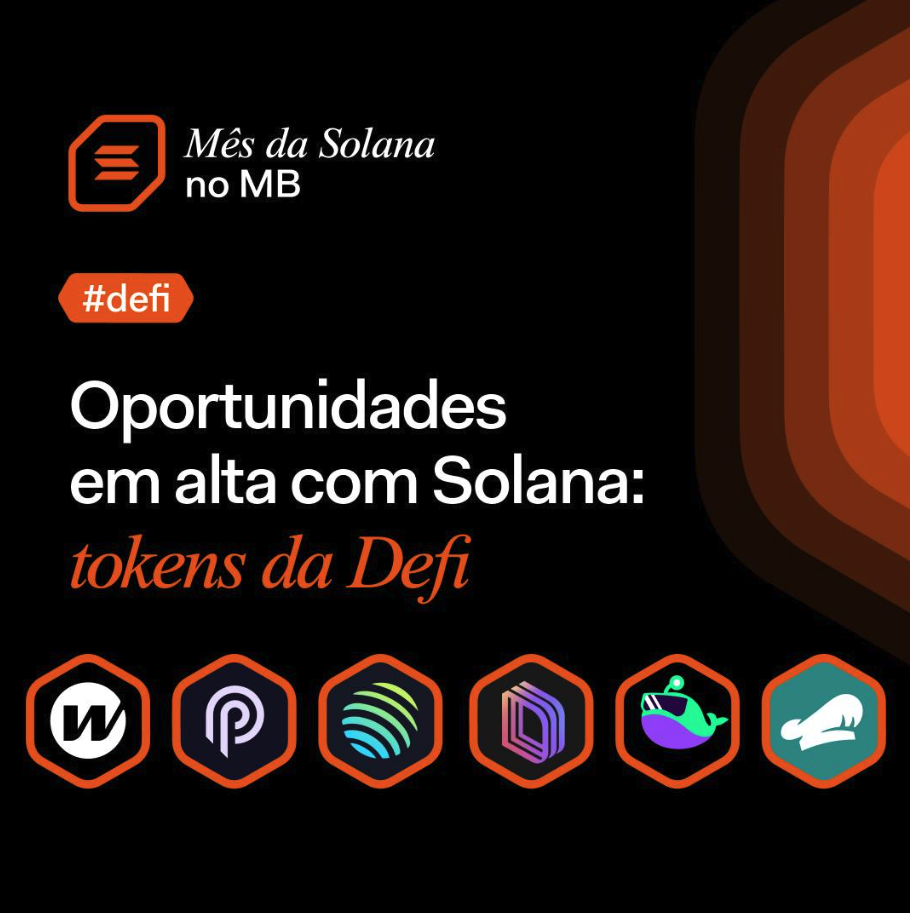 Mês da Solana
no MB
#defi
Oportunidades
em alta com Solana:
tokens da Defi